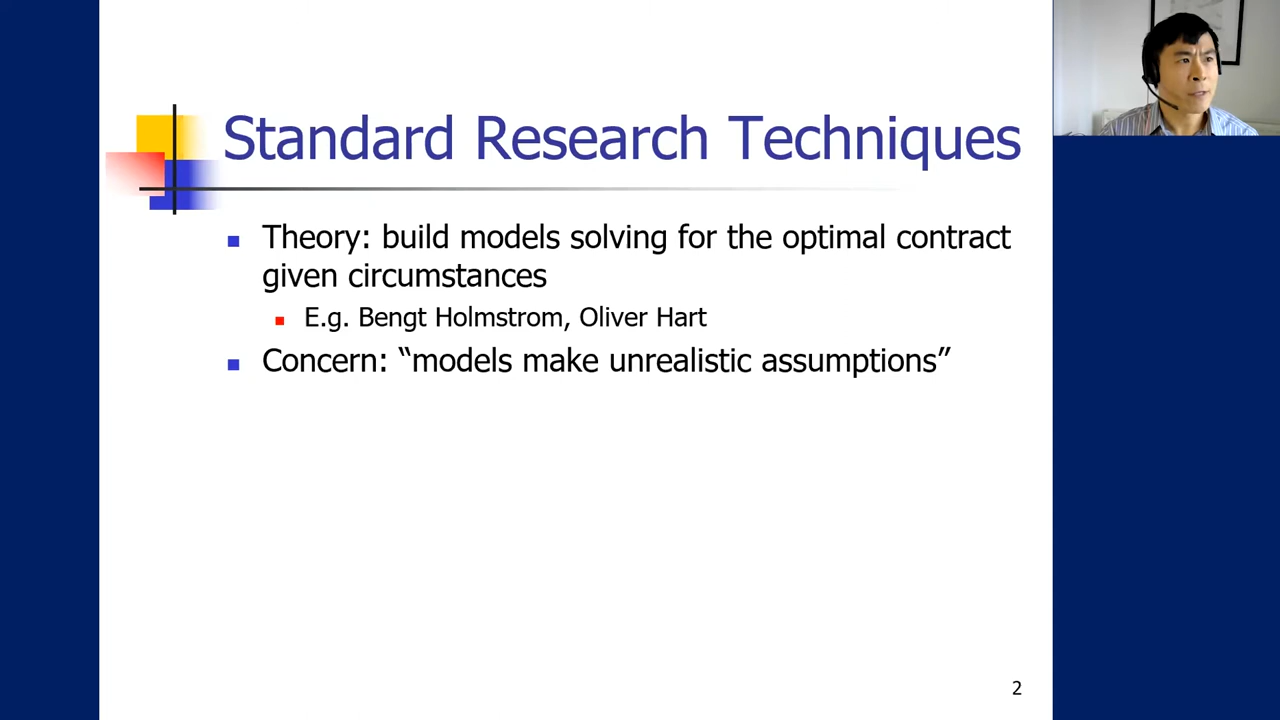 Standard Research Techniques
Theory: build models solving for the optimal contract
given circumstances
E.g. Bengt Holmstrom, Oliver Hart
Concern: “models make unrealistic assumptions”
2